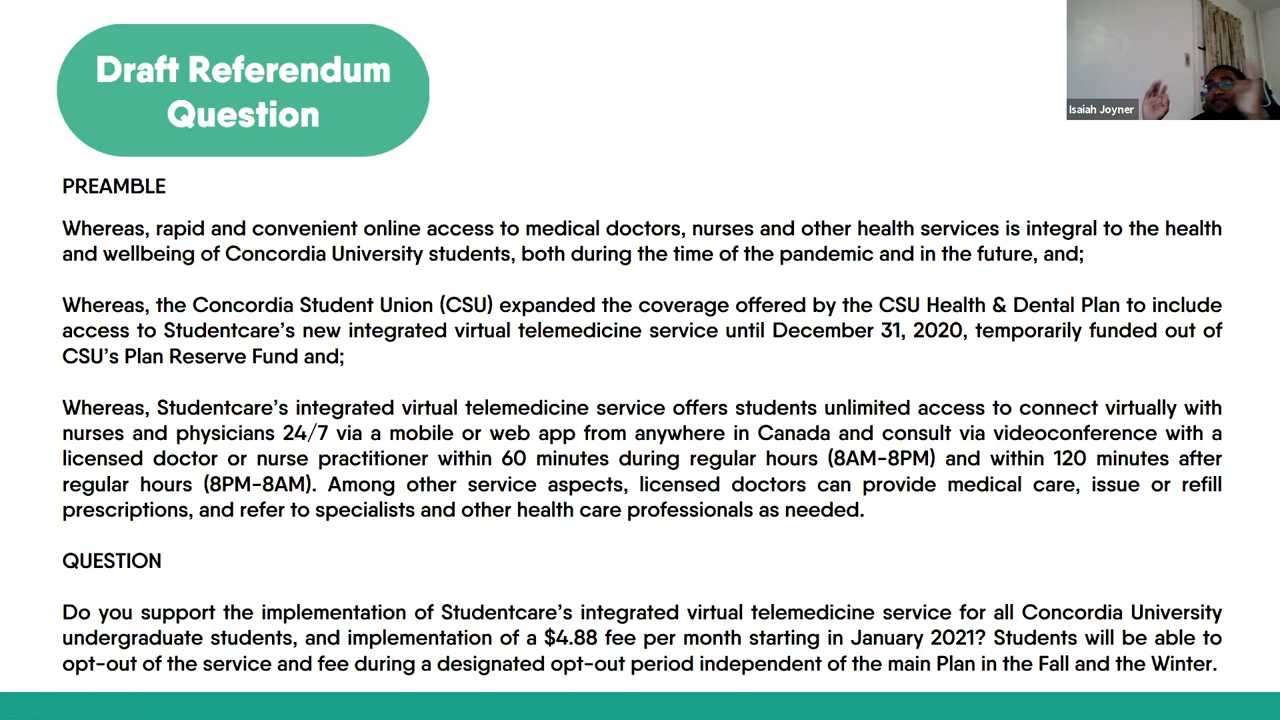 Draft Referendum
Question
Isaiah Joyner
PREAMBLE
Whereas, rapid and convenient online access to medical doctors, nurses and other health services is integral to the health
and wellbeing of Concordia University students, both during the time of the pandemic and in the future, and;
Whereas, the Concordia Student Union (CSU) expanded the coverage offered by the CSU Health & Dental Plan to include
access to Studentcare's new integrated virtual telemedicine service until December 31, 2020, temporarily funded out of
CSU's Plan Reserve Fund and;
Whereas, Studentcare's integrated virtual telemedicine service offers students unlimited access to connect virtually with
nurses and physicians 24/7 via a mobile or web app from anywhere in Canada and consult via videoconference with a
licensed doctor or nurse practitioner within 60 minutes during regular hours (8AM-8PM) and within 120 minutes after
regular hours (8PM-8AM). Among other service aspects, licensed doctors can provide medical care, issue or refill
prescriptions, and refer to specialists and other health care professionals as needed.
QUESTION
Do you support the implementation of Studentcare's integrated virtual telemedicine service for all Concordia University
undergraduate students, and implementation of a $4.88 fee per month starting in January 2021? Students will be able to
opt-out of the service and fee during a designated opt-out period independent of the main Plan in the Fall and the Winter.